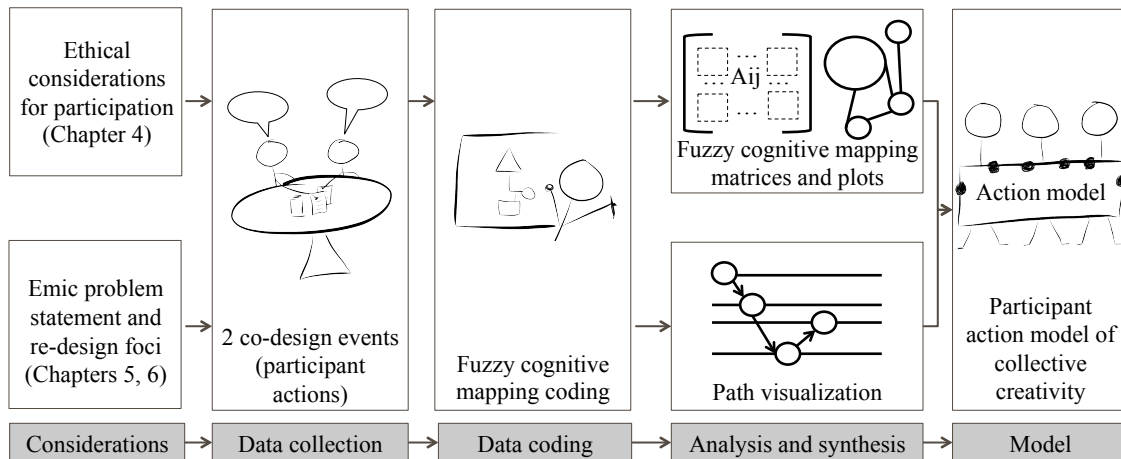 Ethical
considerations
for participation
(Chapter 4)
Emic problem
statement and
re-design foci
(Chapters 5, 6)
2 co-design events
(participant
actions)
Fuzzy cognitive
mapping coding
... Aij ...
... ...
Fuzzy cognitive mapping
matrices and plots
Path visualization
Action model
Participant
action model of
collective
creativity
Considerations
Data collection
Data coding
Analysis and synthesis
Model